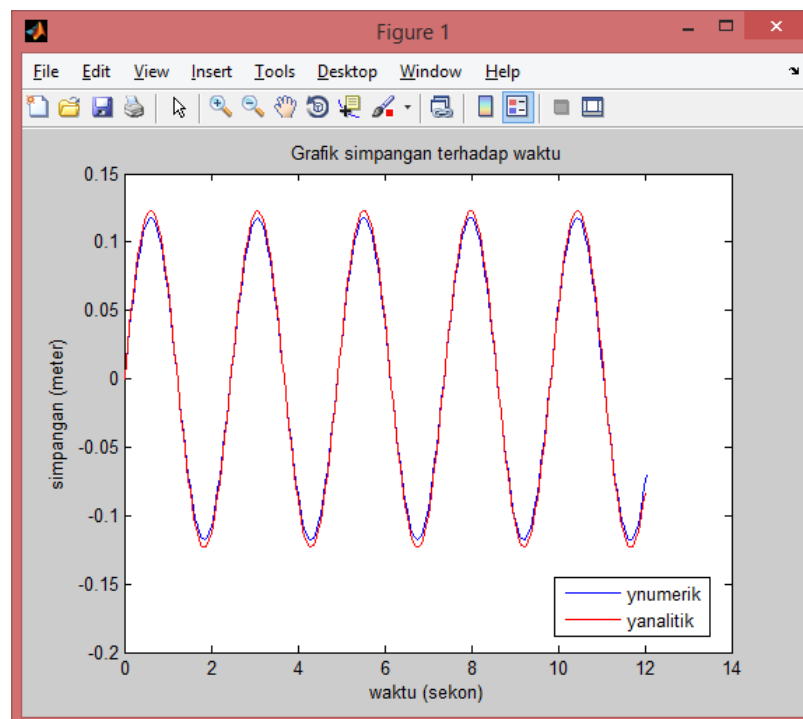 Figure 1
File Edit View Insert Tools Desktop Window Help
Grafik simpangan terhadap waktu
0.15
0.1
0.05
0
-0.05
-0.1
-0.15
-0.2
simpangan (meter)
0 2 4 6 8 10 12 14
waktu (sekon)
ynumerik
yanalitik